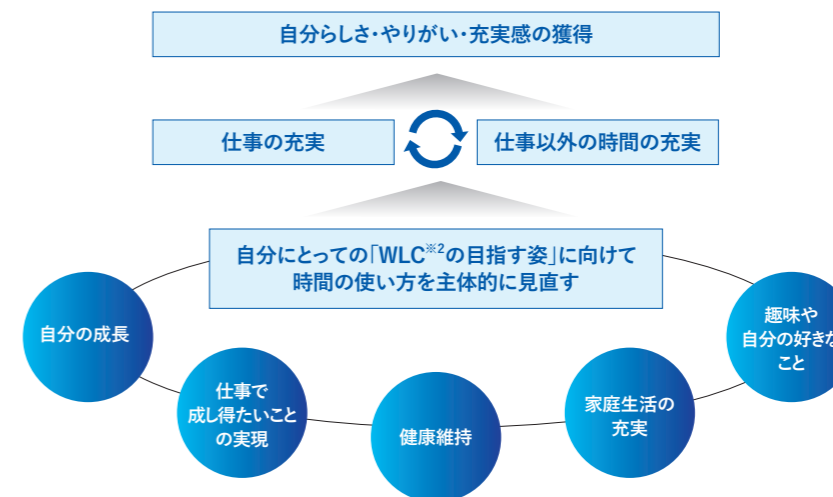 自分らしさ・やりがい・充実感の獲得
仕事の充実
仕事以外の時間の充実
自分にとっての「WLC※2の目指す姿」に向けて
時間の使い方を主体的に見直す
自分の成長
仕事で
成し得たいこと
の実現
健康維持
家庭生活の
充実
趣味や
自分の好きな
こと